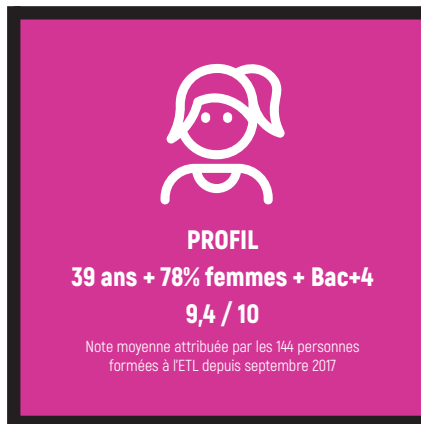 PROFIL
39 ans + 78% femmes + Bac+4
9,4 / 10
Note moyenne attribuée par les 144 personnes
formées à l'ETL depuis septembre 2017